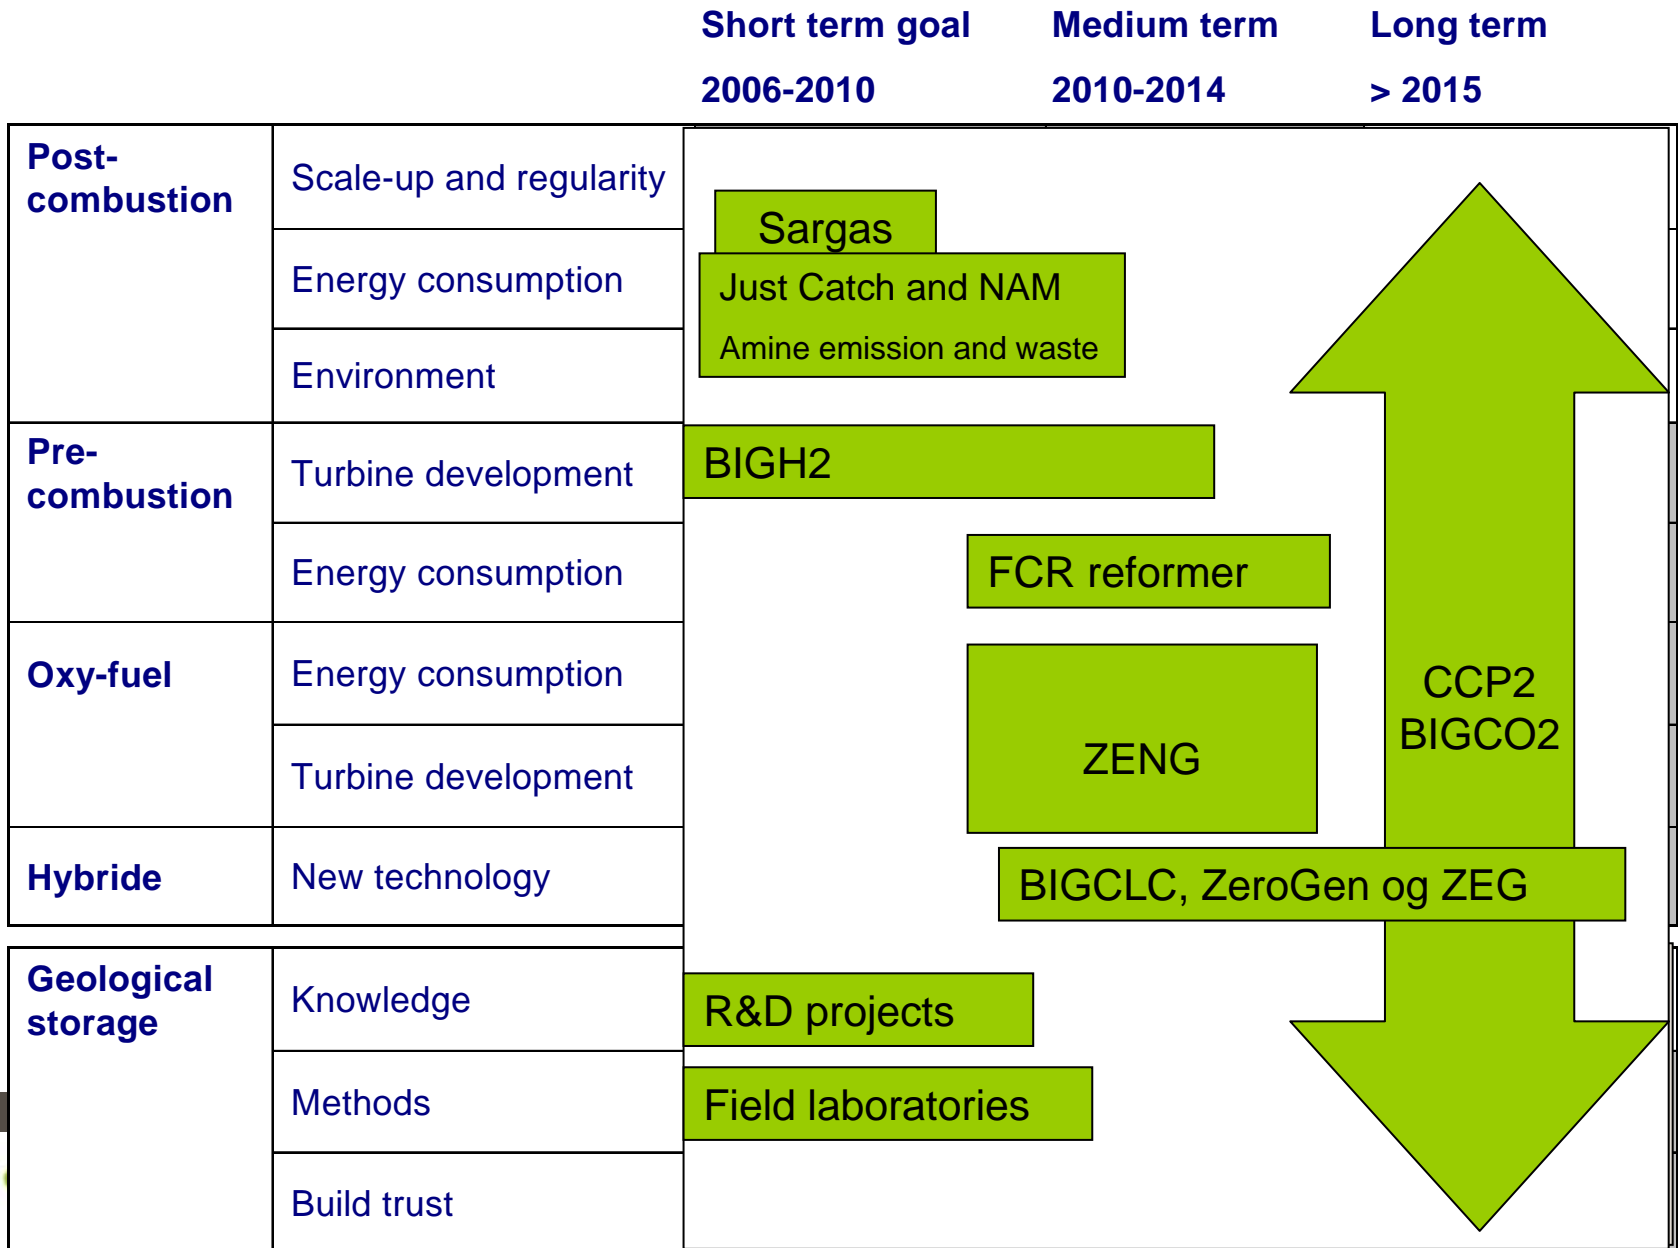 Short term goal Medium term Long term
2006-2010 2010-2014 > 2015
Post-
combustion
Scale-up and regularity
Sargas
Energy consumption
Just Catch and NAM
Amine emission and waste
Environment
Pre-
combustion
Turbine development
BIGH2
Energy consumption
FCR reformer
Oxy-fuel
Energy consumption
Turbine development
ZENG
CCP2
BIGCO2
Hybride
New technology
BIGCLC, ZeroGen og ZEG
Geological
storage
Knowledge
R&D projects
Methods
Field laboratories
Build trust